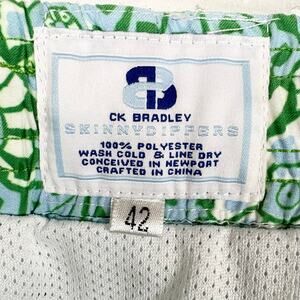 CK BRADLEY
SKINNYDIPPERS
100% POLYESTER
WASH COLD & LINE DRY
CONCEIVED IN NEWPORT
CRAFTED IN CHINA
42